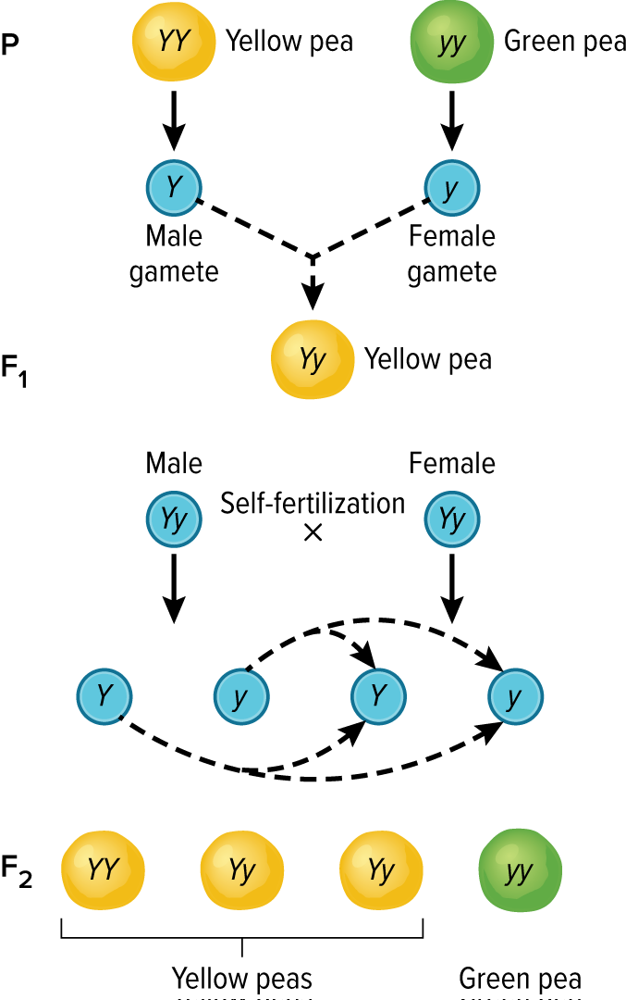 P YY Yellow pea yy Green pea
Y y
Male gamete Female gamete
F1 Yy Yellow pea
Male Female
Yy Self-fertilization × Yy
Y y Y y
F2 YY Yy Yy yy
Yellow peas Green pea